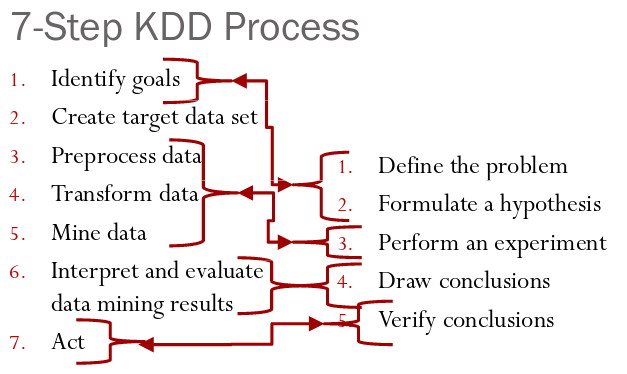 7-Step KDD Process
1. Identify goals
2. Create target data set
3. Preprocess data
4. Transform data
5. Mine data
6. Interpret and evaluate
data mining results
7. Act
1. Define the problem
2. Formulate a hypothesis
3. Perform an experiment
4. Draw conclusions
5. Verify conclusions